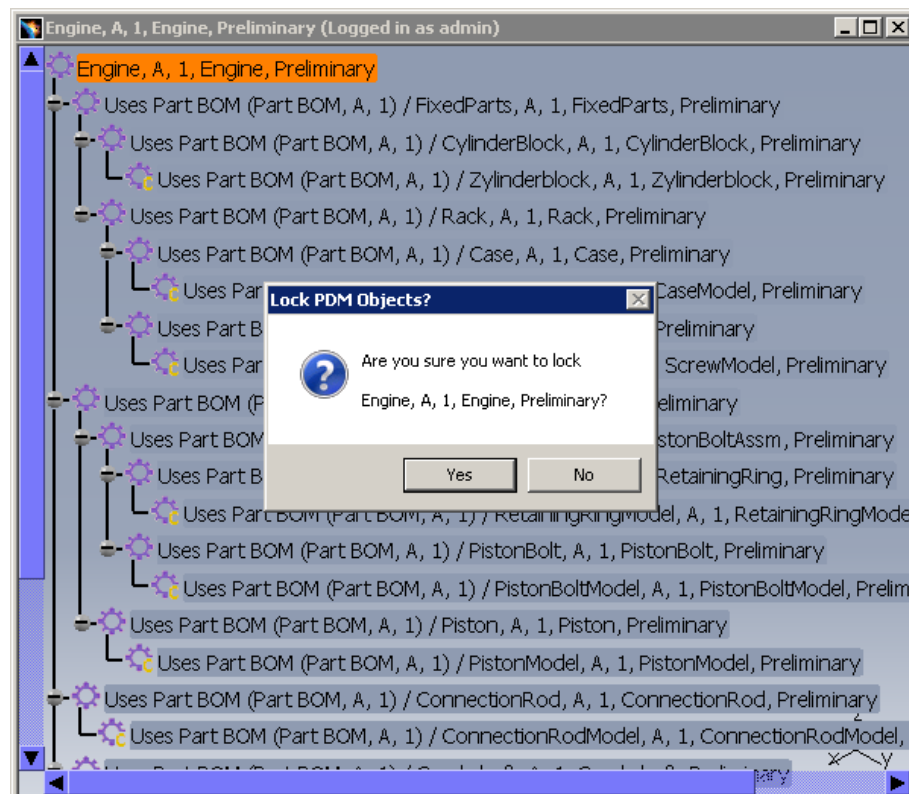 Engine, A, 1, Engine, Preliminary (Logged in as admin)
Engine, A, 1, Engine, Preliminary
Uses Part BOM (Part BOM, A, 1) / FixedParts, A, 1, FixedParts, Preliminary
Uses Part BOM (Part BOM, A, 1) / CylinderBlock, A, 1, CylinderBlock, Preliminary
Uses Part BOM (Part BOM, A, 1) / Zylinderblock, A, 1, Zylinderblock, Preliminary
Uses Part BOM (Part BOM, A, 1) / Rack, A, 1, Rack, Preliminary
Uses Part BOM (Part BOM, A, 1) / Case, A, 1, Case, Preliminary
Uses Par CaseModel, Preliminary
Lock PDM Objects?
Uses Part B Preliminary
Are you sure you want to lock
Uses Par ScrewModel, Preliminary
Engine, A, 1, Engine, Preliminary?
Uses Part BOM (P eliminary
Uses Part BOM stonBoltAssm, Preliminary
Yes No
Uses Part B RetainingRing, Preliminary
Uses Part BOM (Part BOM, A, 1) / RetainingRingModel, A, 1, RetainingRingMode
Uses Part BOM (Part BOM, A, 1) / PistonBolt, A, 1, PistonBolt, Preliminary
Uses Part BOM (Part BOM, A, 1) / PistonBoltModel, A, 1, PistonBoltModel, Prelim
Uses Part BOM (Part BOM, A, 1) / Piston, A, 1, Piston, Preliminary
Uses Part BOM (Part BOM, A, 1) / PistonModel, A, 1, PistonModel, Preliminary
Uses Part BOM (Part BOM, A, 1) / ConnectionRod, A, 1, ConnectionRod, Preliminary
z
Uses Part BOM (Part BOM, A, 1) / ConnectionRodModel, A, 1, ConnectionRodModel,
x y